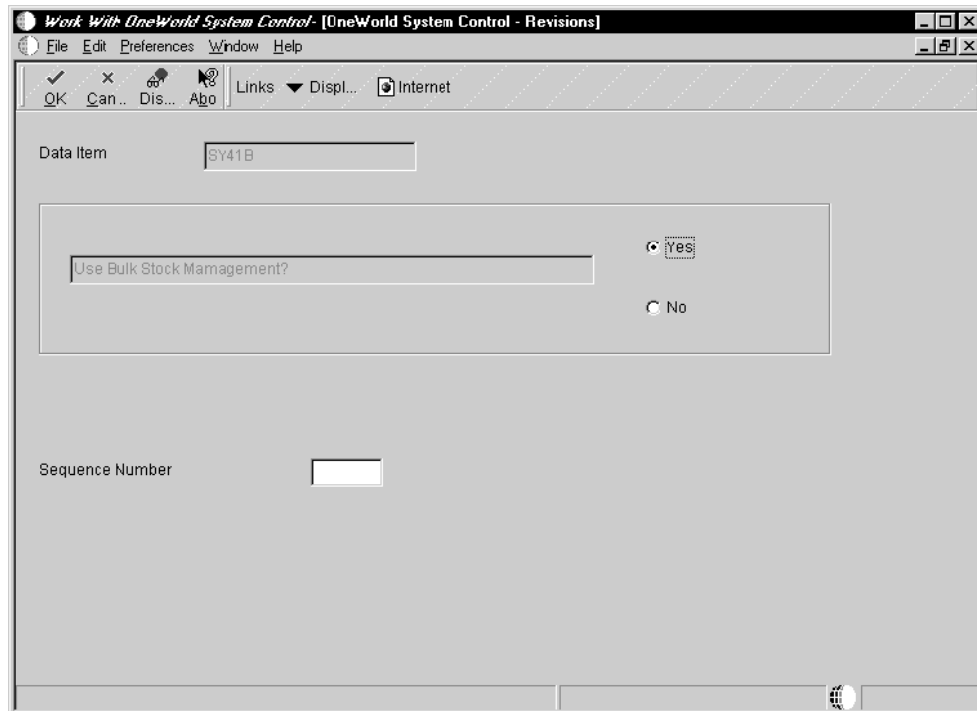 Work With OneWorld System Control - [OneWorld System Control - Revisions]
File Edit Preferences Window Help
OK Can .. Dis... Abo Links Displ... Internet
Data Item SY41B
Yes
Use Bulk Stock Mamagement?
No
Sequence Number